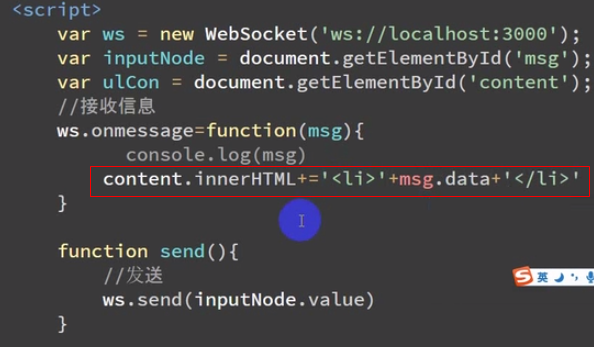 <script>
var ws = new WebSocket('ws://localhost:3000');
var inputNode = document.getElementById('msg');
var ulCon = document.getElementById('content');
//接收信息
ws.onmessage=function(msg){
console.log(msg)
content.innerHTML+='<li>'+msg.data+'</li>'
}
function send(){
//发送
ws.send(inputNode.value)
}
S 英